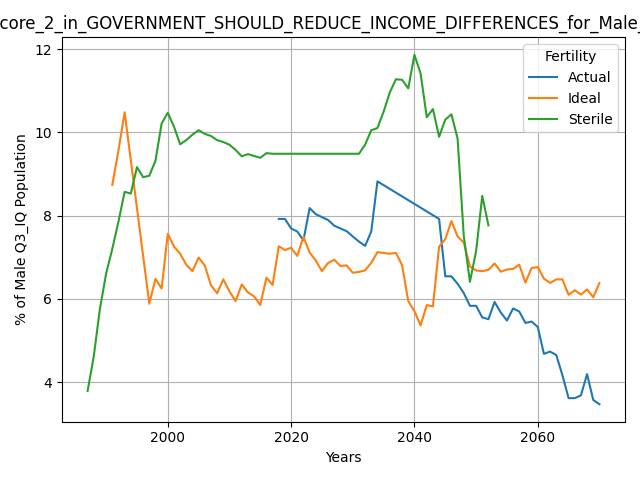 core_2_in_GOVERNMENT_SHOULD_REDUCE_INCOME_DIFFERENCES_for_Male_
12
10
8
6
4
% of Male Q3_IQ Population
2000
2020
2040
2060
Years
Fertility
Actual
Ideal
Sterile